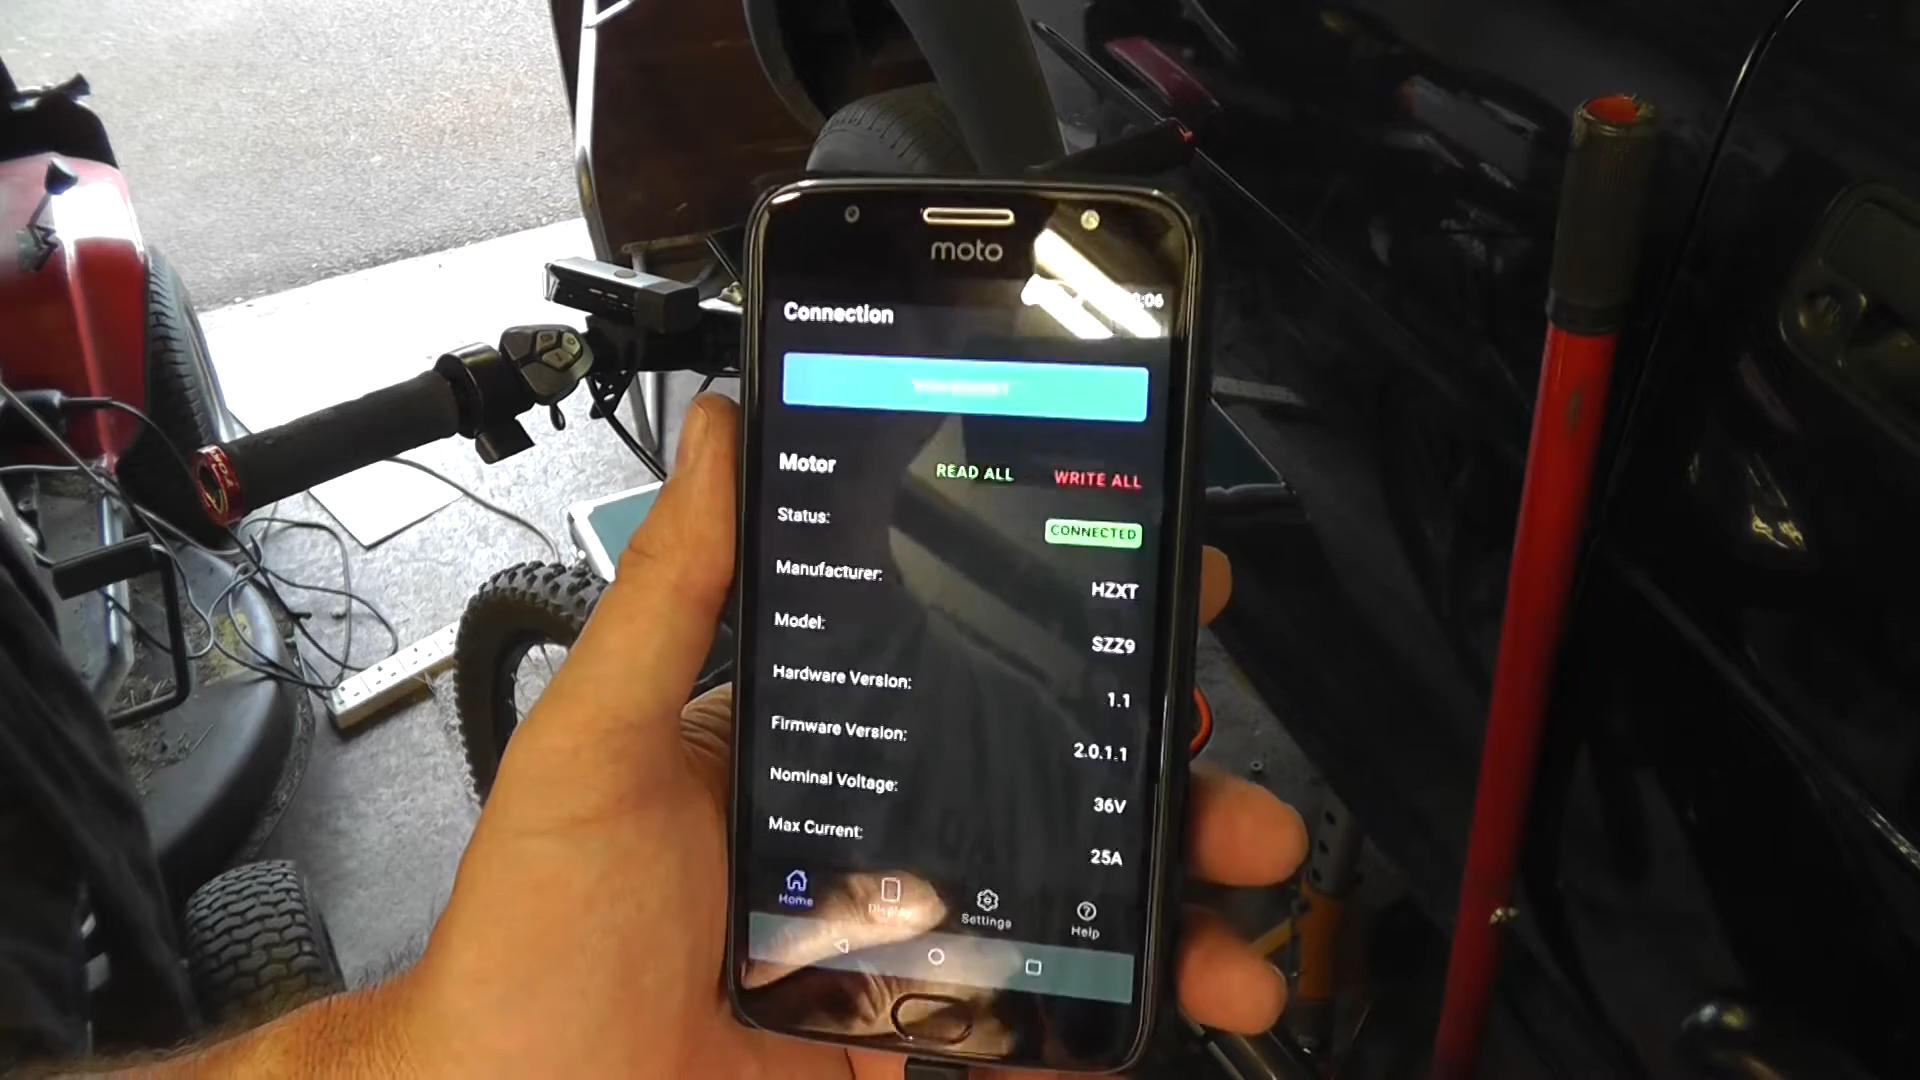 moto
Connection
Motor READ ALL WRITE ALL
Status: CONNECTED
Manufacturer: HZXT
Model: SZZ9
Hardware Version: 1.1
Firmware Version: 2.0.1.1
Nominal Voltage: 36V
Max Current: 25A
Home Display Settings Help